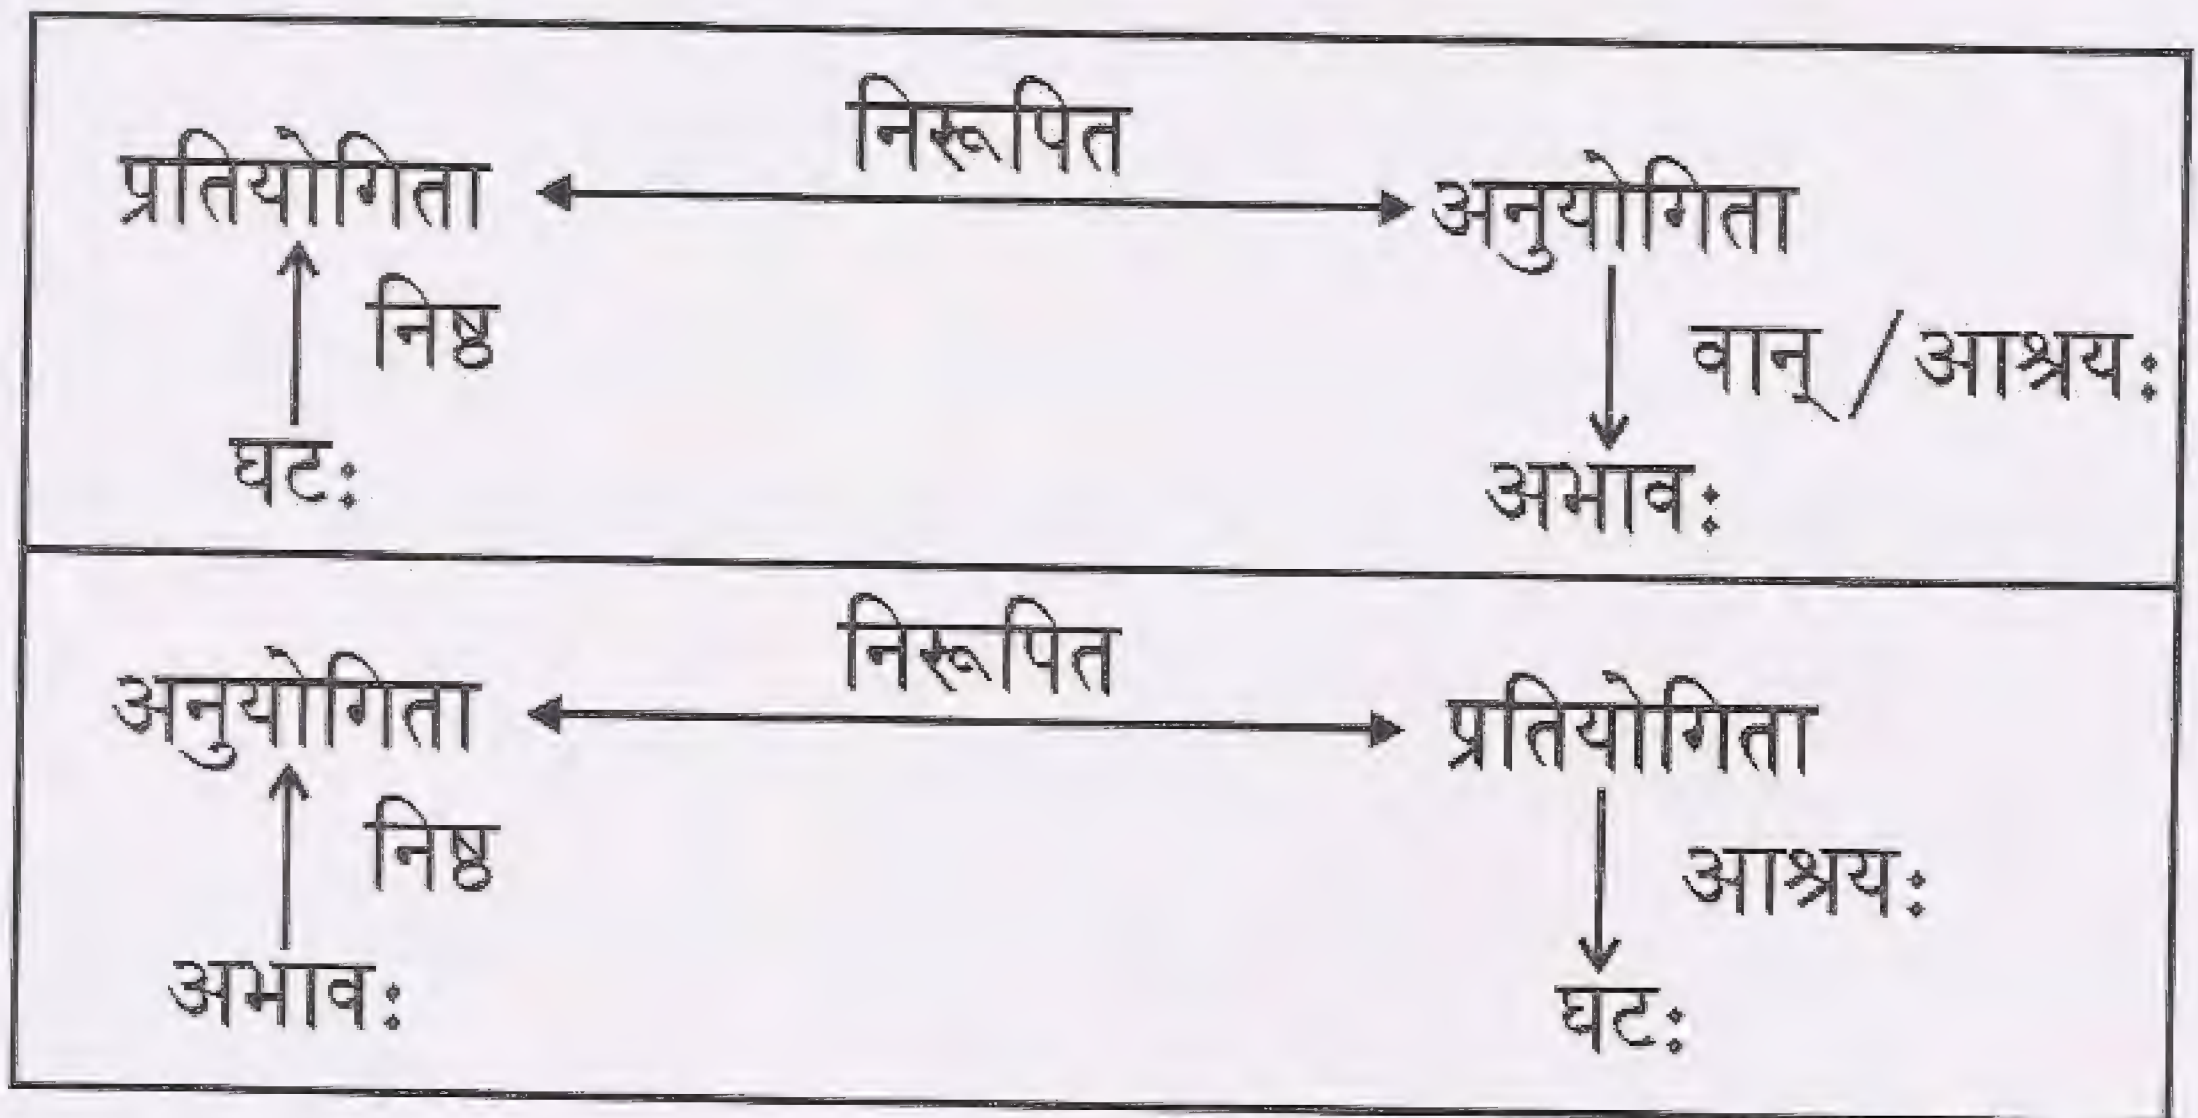 निरूपित
प्रतियोगिता अनुयोगिता
निष्ठ वान् / आश्रयः
घटः अभावः
निरूपित
अनुयोगिता प्रतियोगिता
निष्ठ आश्रयः
अभावः घटः